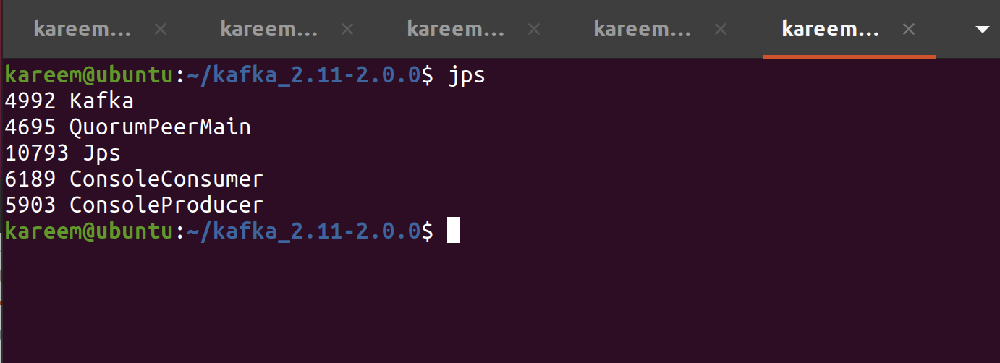 kareem... × kareem... × kareem... × kareem... × kareem... ×
kareem@ubuntu:~/kafka_2.11-2.0.0$ jps
4992 Kafka
4695 QuorumPeerMain
10793 Jps
6189 ConsoleConsumer
5903 ConsoleProducer
kareem@ubuntu:~/kafka_2.11-2.0.0$